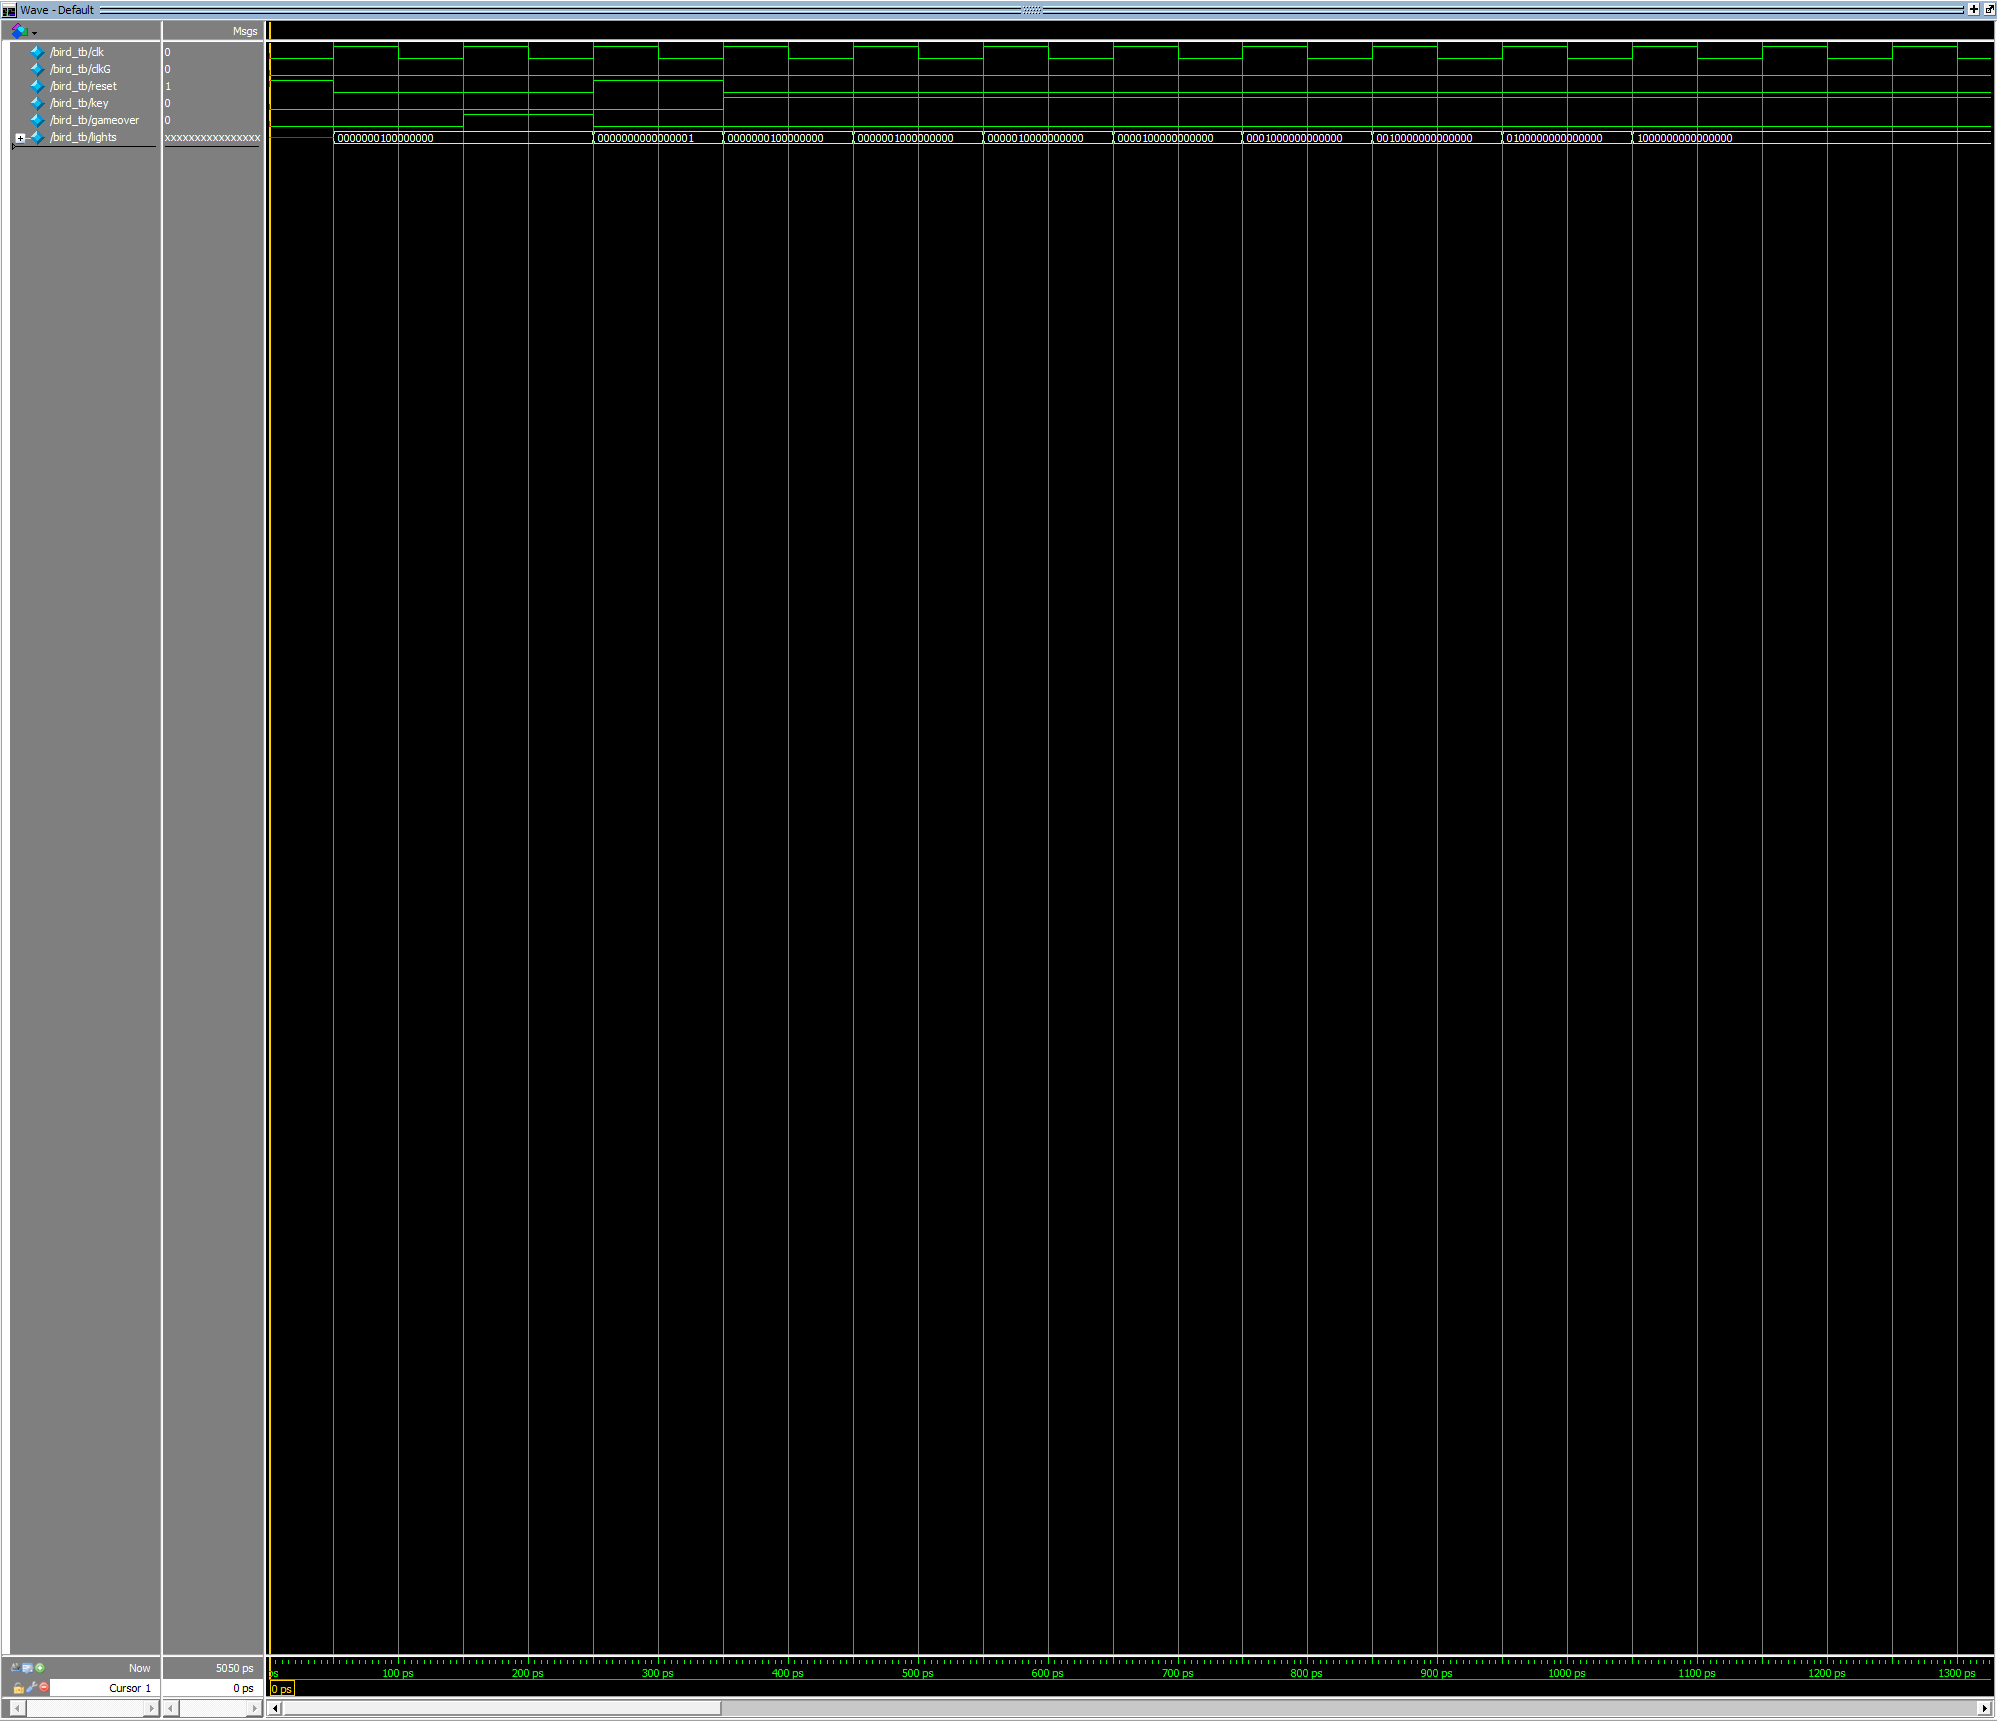 Wave - Default
Msgs
/bird_tb/clk 0
/bird_tb/clkG 0
/bird_tb/reset 1
/bird_tb/key 0
/bird_tb/gameover 0
/bird_tb/lights xxxxxxxxxxxxxxxx 0000000100000000 0000000000000001 0000000100000000 0000001000000000 0000010000000000 0000100000000000 0001000000000000 0010000000000000 0100000000000000 1000000000000000
Now 5050 ps ps 100 ps 200 ps 300 ps 400 ps 500 ps 600 ps 700 ps 800 ps 900 ps 1000 ps 1100 ps 1200 ps 1300 ps
Cursor 1 0 ps 0 ps